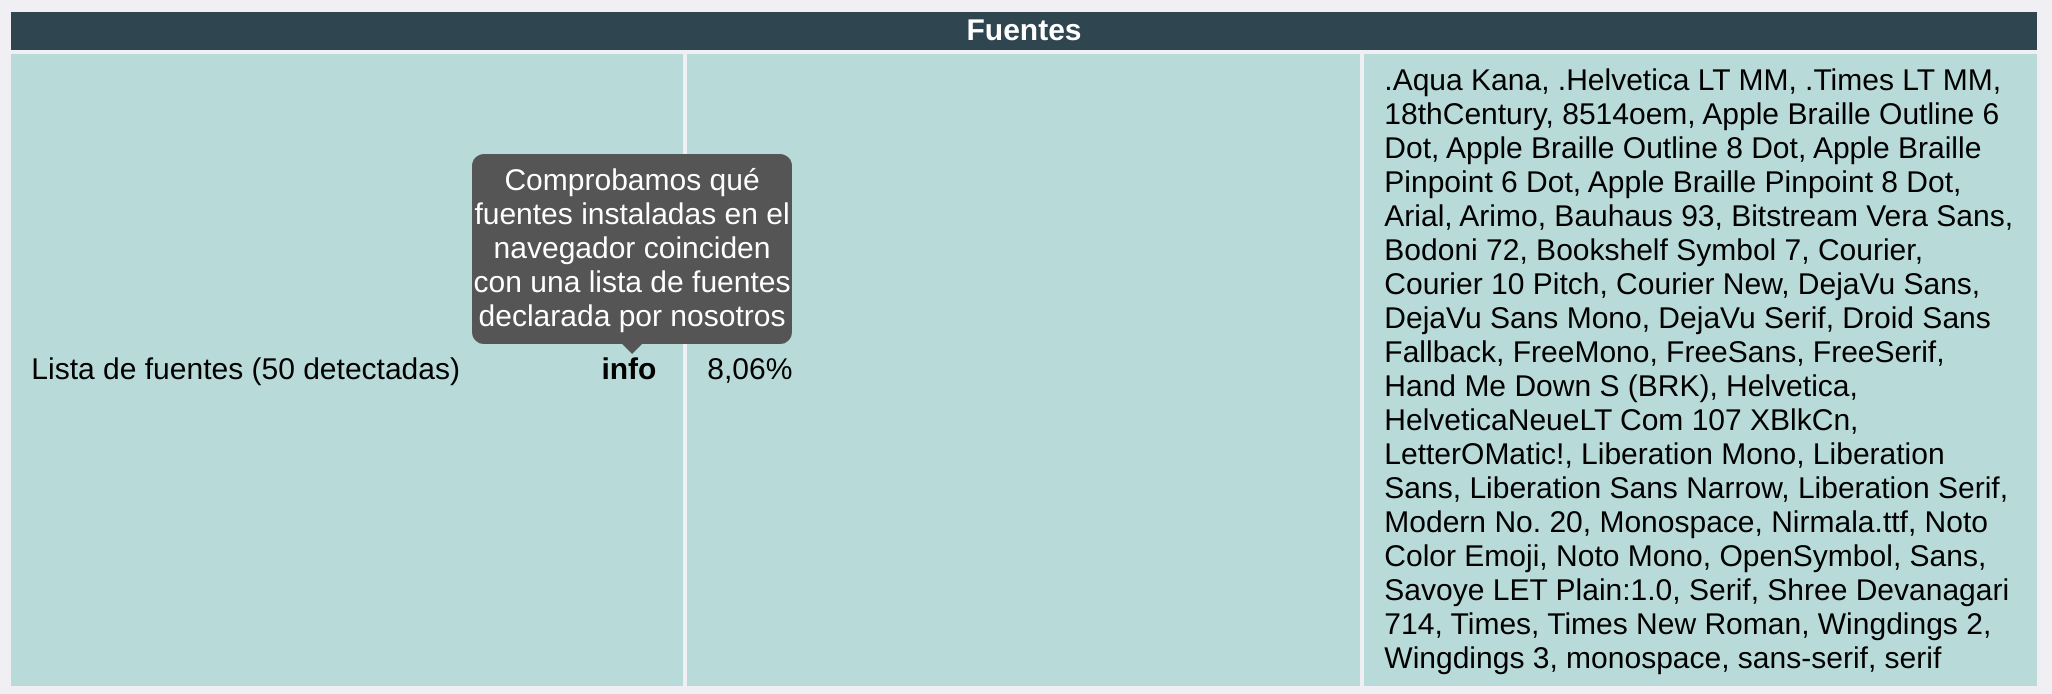 Fuentes
Lista de fuentes (50 detectadas)
info
Comprobamos qué
fuentes instaladas en el
navegador coinciden
con una lista de fuentes
declarada por nosotros
8,06%
.Aqua Kana, .Helvetica LT MM, .Times LT MM,
18thCentury, 8514oem, Apple Braille Outline 6
Dot, Apple Braille Outline 8 Dot, Apple Braille
Pinpoint 6 Dot, Apple Braille Pinpoint 8 Dot,
Arial, Arimo, Bauhaus 93, Bitstream Vera Sans,
Bodoni 72, Bookshelf Symbol 7, Courier,
Courier 10 Pitch, Courier New, DejaVu Sans,
DejaVu Sans Mono, DejaVu Serif, Droid Sans
Fallback, FreeMono, FreeSans, FreeSerif,
Hand Me Down S (BRK), Helvetica,
HelveticaNeueLT Com 107 XBlkCn,
LetterOMatic!, Liberation Mono, Liberation
Sans, Liberation Sans Narrow, Liberation Serif,
Modern No. 20, Monospace, Nirmala.ttf, Noto
Color Emoji, Noto Mono, OpenSymbol, Sans,
Savoye LET Plain:1.0, Serif, Shree Devanagari
714, Times, Times New Roman, Wingdings 2,
Wingdings 3, monospace, sans-serif, serif